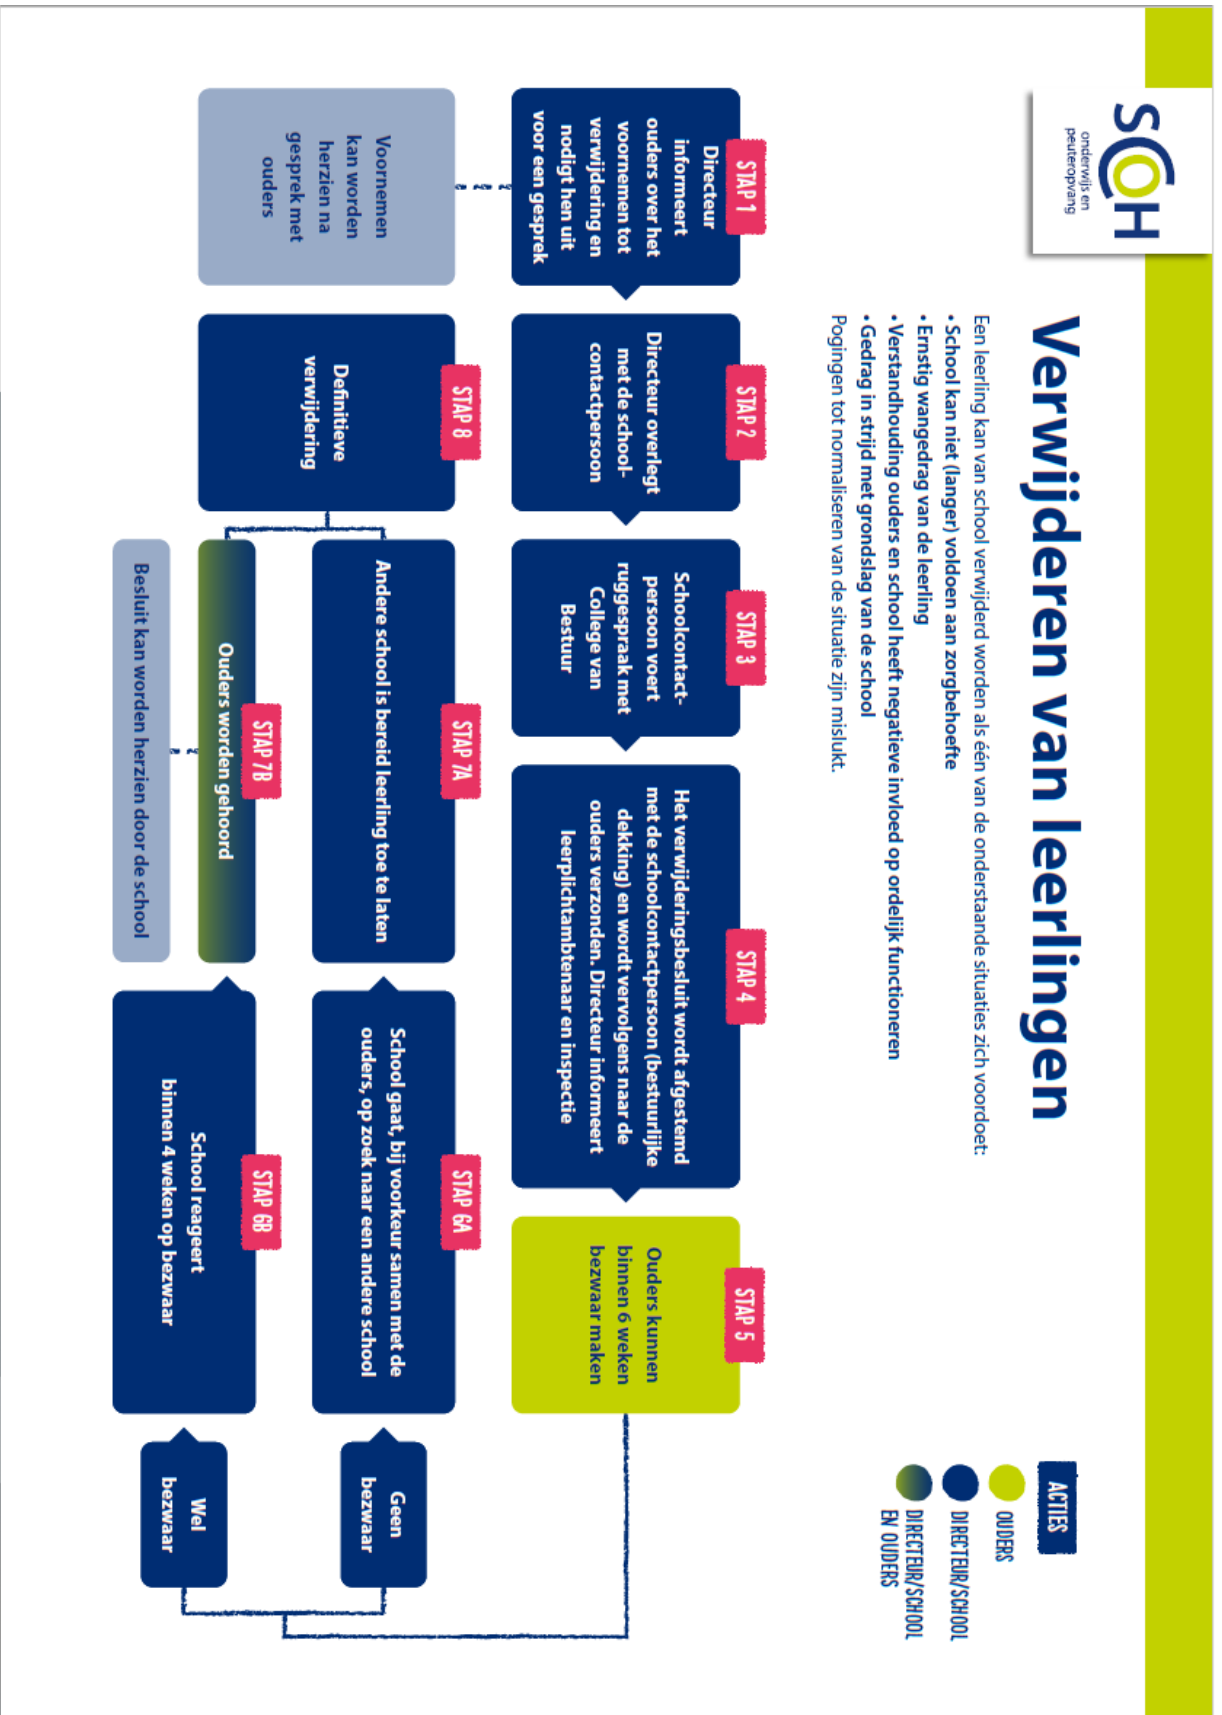 SCOH
onderwijs en
peuteropvang
Verwijderen van leerlingen
Een leerling kan van school verwijderd worden als één van de onderstaande situaties zich voordoet:
• School kan niet (langer) voldoen aan zorgbehoefte
• Ernstig wangedrag van de leerling
• Verstandhouding ouders en school heeft negatieve invloed op ordelijk functioneren
• Gedrag in strijd met grondslag van de school
Pogingen tot normaliseren van de situatie zijn mislukt.
ACTIES
OUDERS
DIRECTEUR/SCHOOL
DIRECTEUR/SCHOOL
EN OUDERS
STAP 1
Directeur
informeert
ouders over het
voornemen tot
verwijdering en
nodigt hen uit
voor een gesprek
Voornemen
kan worden
herzien na
gesprek met
ouders
STAP 2
Directeur overlegt
met de school-
contactpersoon
STAP 3
Schoolcontact-
persoon voert
ruggespraak met
College van
Bestuur
STAP 4
Het verwijderingsbesluit wordt afgestemd
met de schoolcontactpersoon (bestuurlijke
dekking) en wordt vervolgens naar de
ouders verzonden. Directeur informeert
leerplichtambtenaar en inspectie
STAP 5
Ouders kunnen
binnen 6 weken
bezwaar maken
Geen
bezwaar
STAP 6A
School gaat, bij voorkeur samen met de
ouders, op zoek naar een andere school
STAP 7A
Andere school is bereid leerling toe te laten
Wel
bezwaar
STAP 6B
School reageert
binnen 4 weken op bezwaar
STAP 7B
Ouders worden gehoord
Besluit kan worden herzien door de school
STAP 8
Definitieve
verwijdering